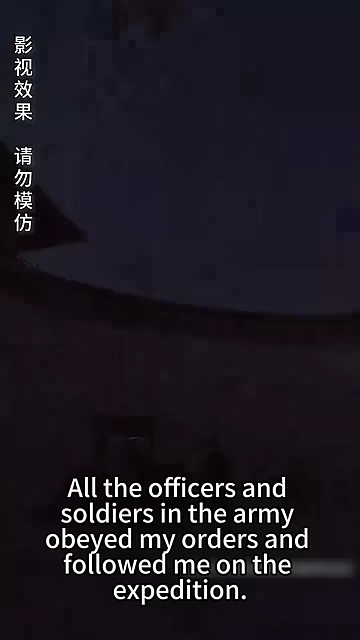 影视效果 请勿模仿
All the officers and
soldiers in the army
obeyed my orders and
followed me on the
expedition.